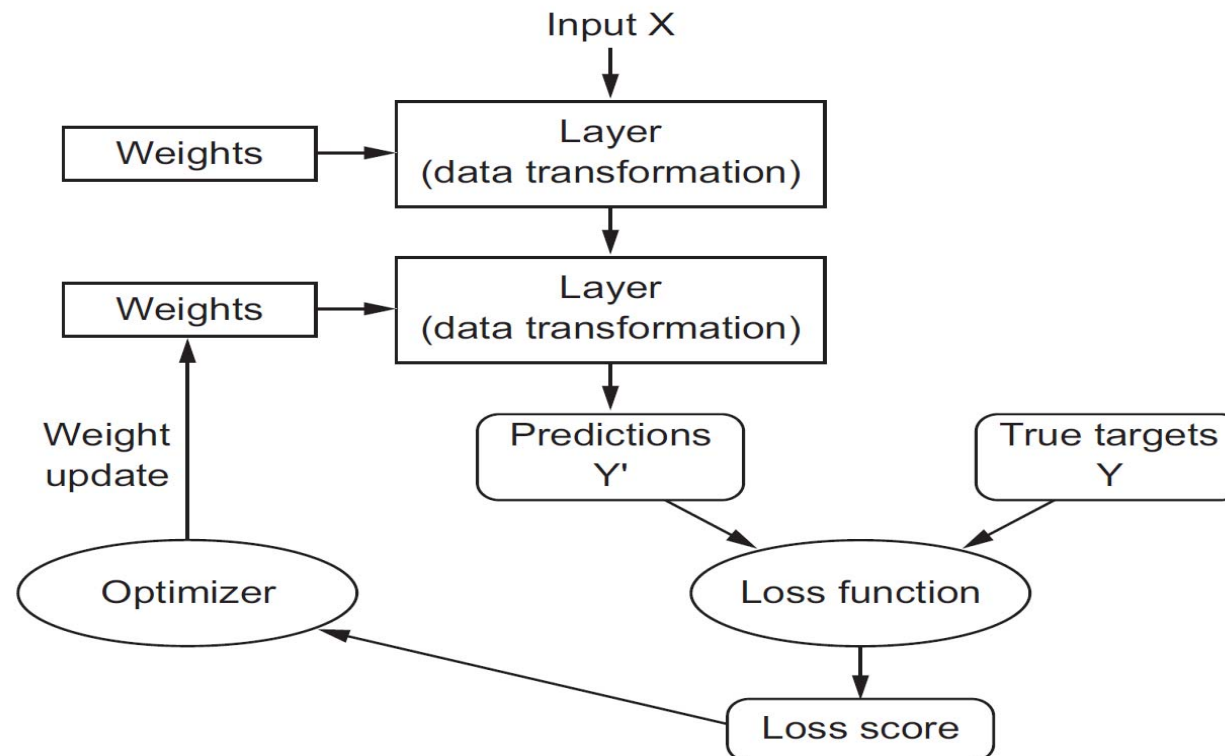 Input X
Layer
(data transformation)
Weights
Layer
(data transformation)
Weights
Weight
update
Predictions
Y'
True targets
Y
Optimizer
Loss function
Loss score